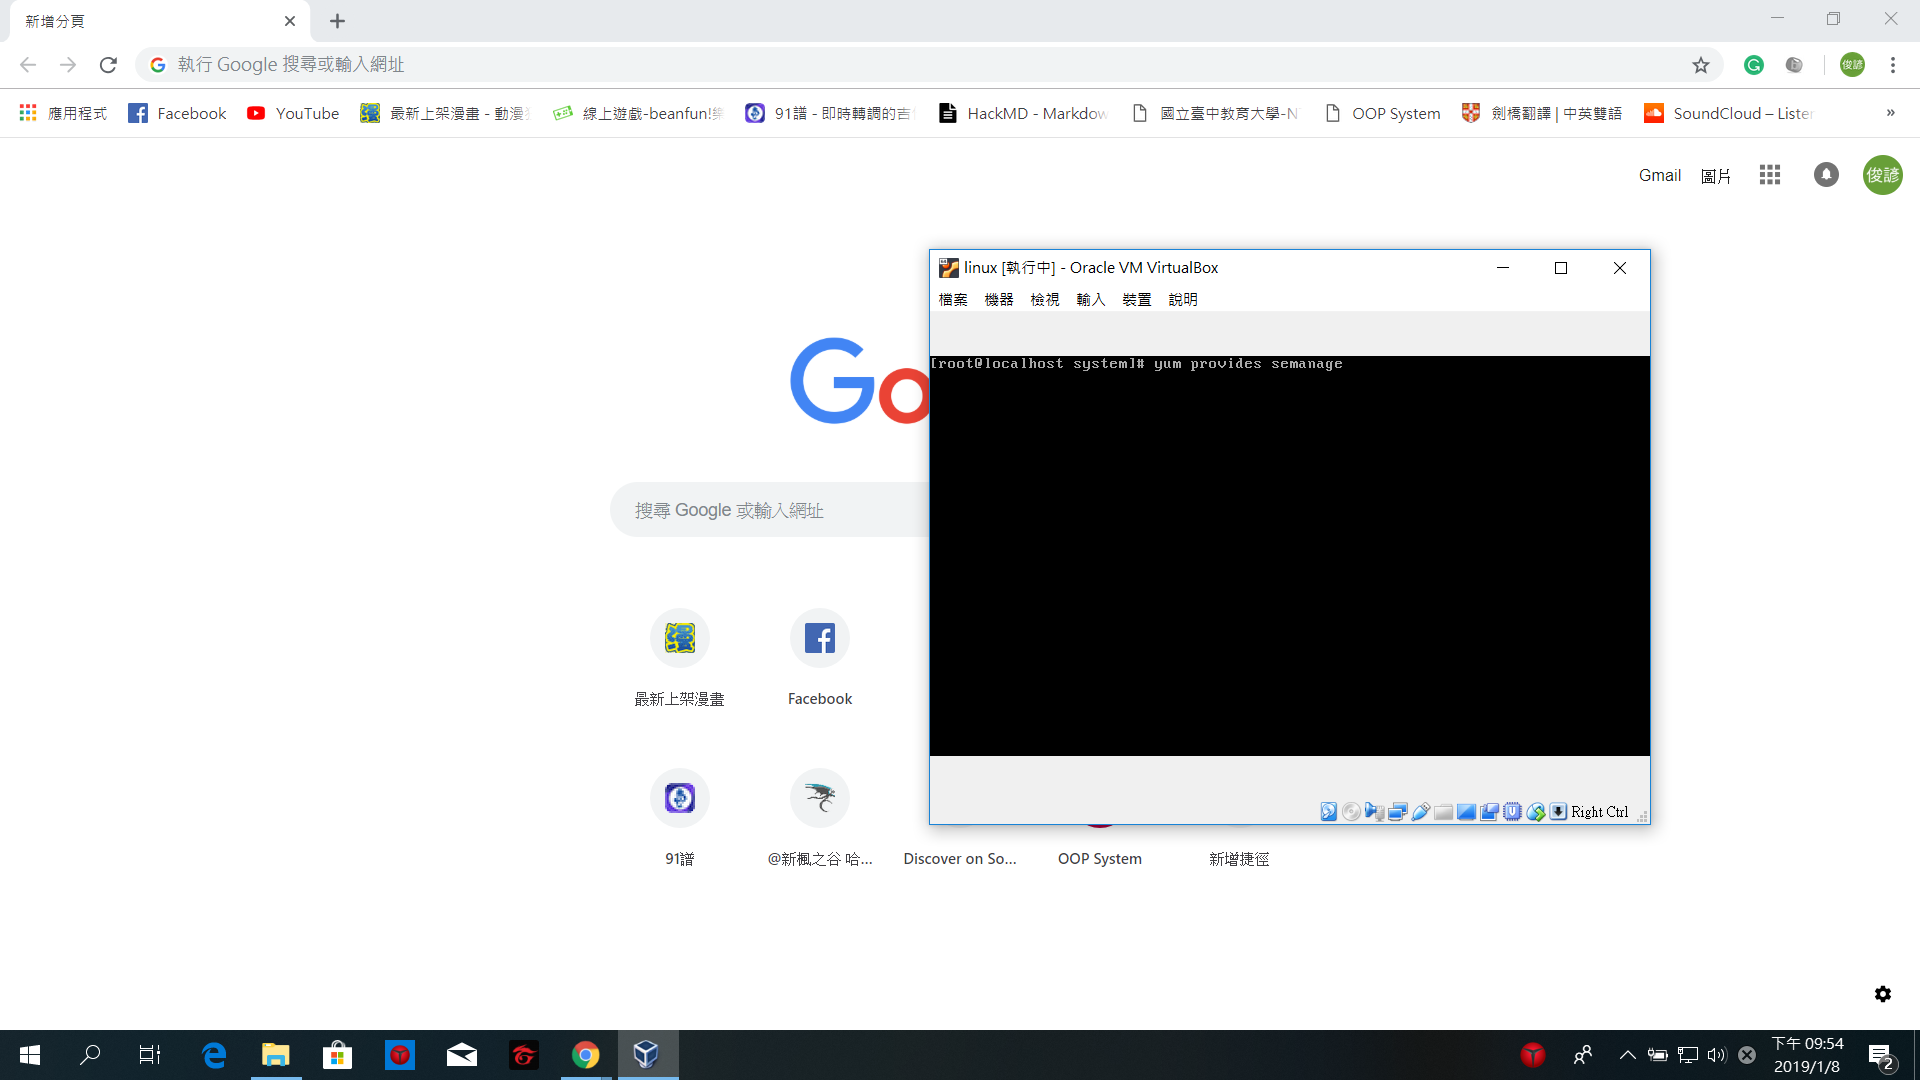 新增分頁
執行 Google 搜尋或輸入網址
俊諺
應用程式
Facebook
YouTube
最新上架漫畫 - 動漫
線上遊戲-beanfun!
91譜 - 即時轉調的吉
HackMD - Markdow
國立臺中教育大學-N
OOP System
劍橋翻譯 | 中英雙語
SoundCloud – Lister
»
Gmail
圖片
俊諺
linux [執行中] - Oracle VM VirtualBox
檔案 機器 檢視 輸入 裝置 說明
[root@localhost system]# yum provides semanage
Go
搜尋 Google 或輸入網址
最新上架漫畫
Facebook
Right Ctrl
91譜
@新楓之谷 哈...
Discover on So...
OOP System
新增捷徑
下午 09:54
2019/1/8
2